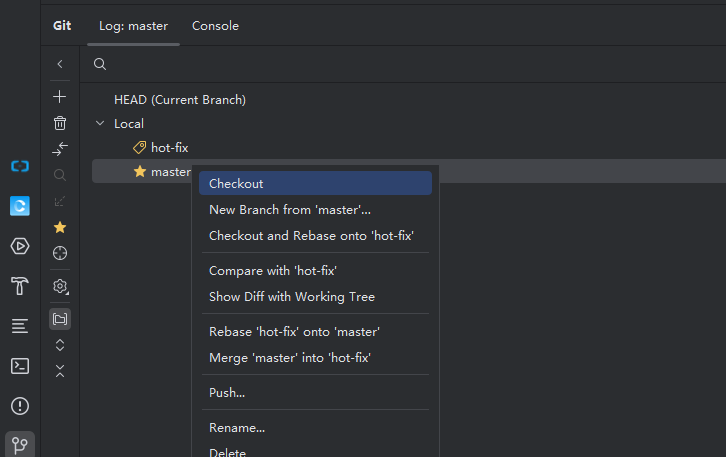 Git
Log: master
Console
HEAD (Current Branch)
Local
hot-fix
master
Checkout
New Branch from 'master'...
Checkout and Rebase onto 'hot-fix'
Compare with 'hot-fix'
Show Diff with Working Tree
Rebase 'hot-fix' onto 'master'
Merge 'master' into 'hot-fix'
Push...
Rename...
Delete